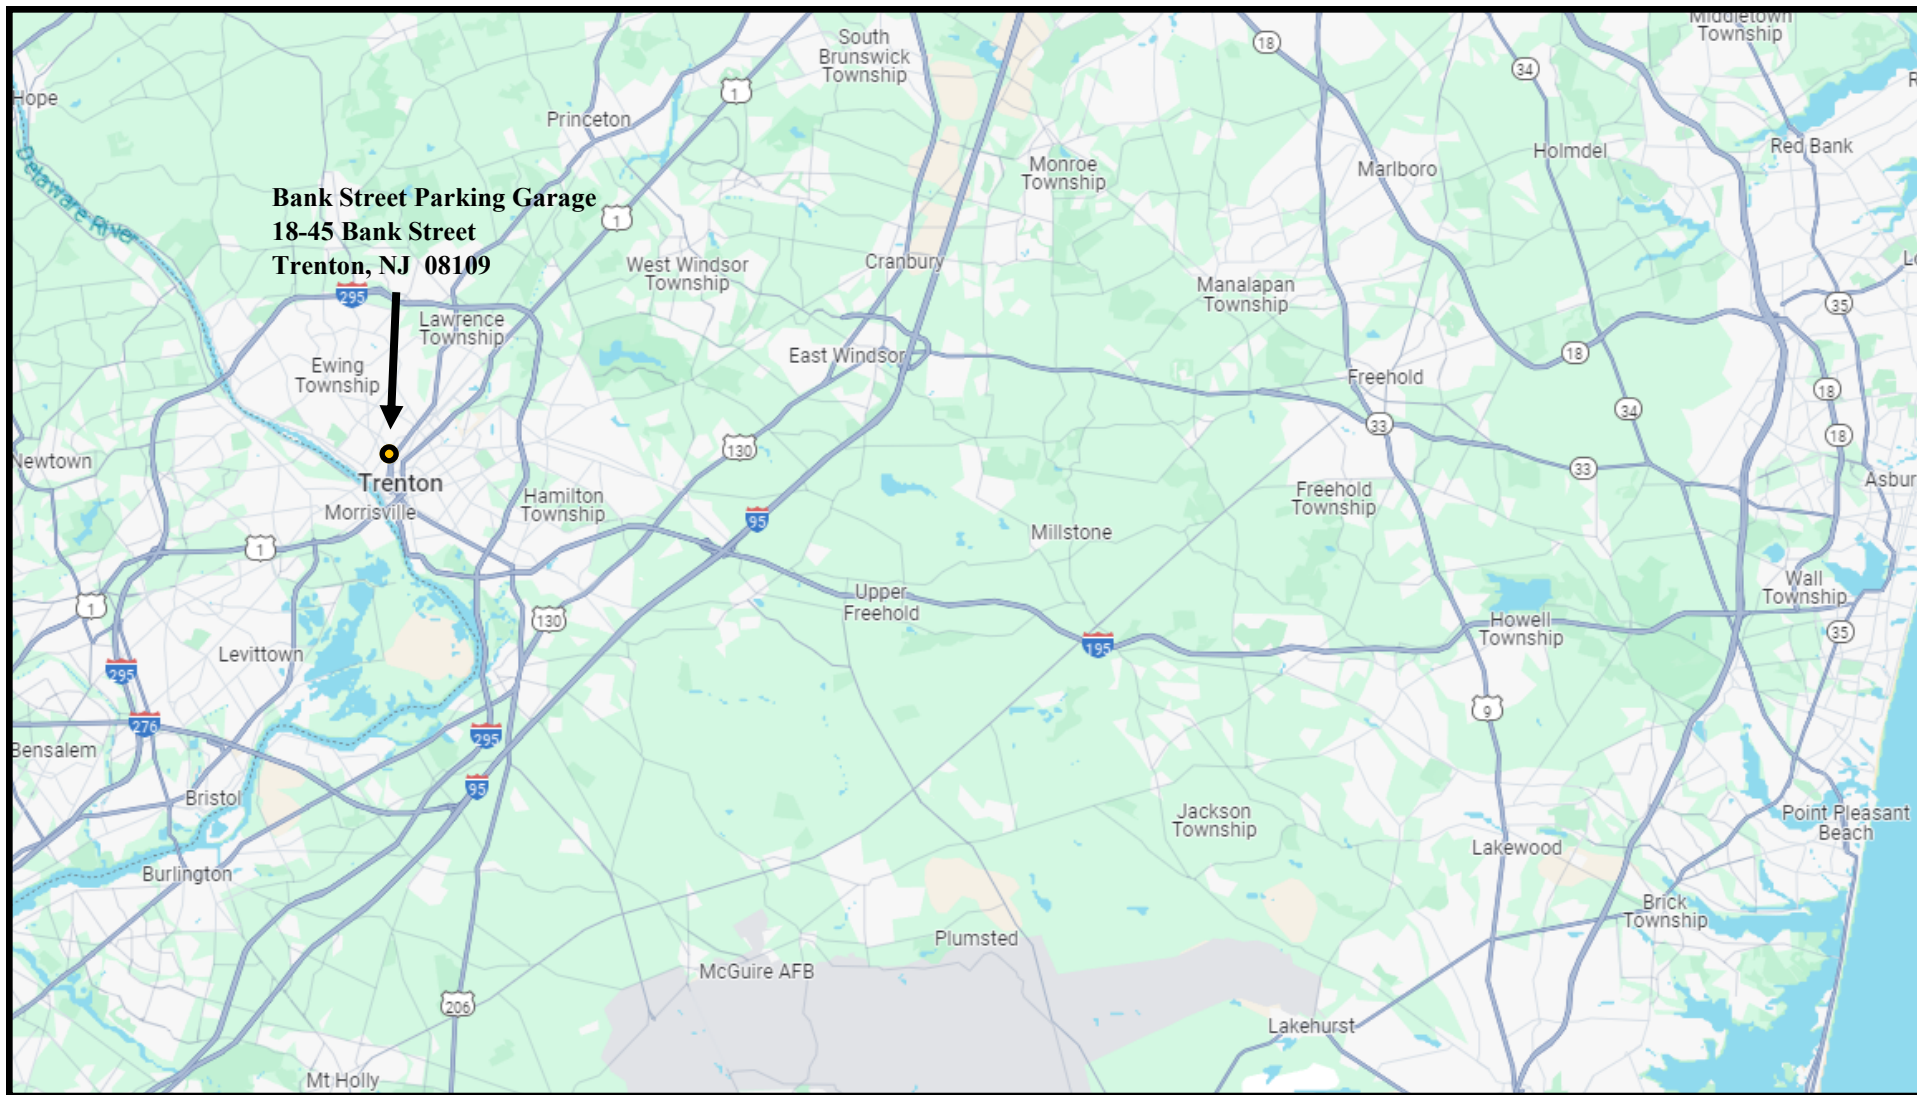 Middletown
Township
18
34
South
Brunswick
Township
1
Hope
Princeton
Delaware River
Monroe
Township
Marlboro
Holmdel
Red Bank
Bank Street Parking Garage
18-45 Bank Street
Trenton, NJ 08109
1
West Windsor
Township
Cranbury
Manalapan
Township
295
35
Lawrence
Township
Ewing
Township
East Windsor
18
Freehold
18
34
33
18
130
33
Newtown
Trenton
Morrisville
Hamilton
Township
Freehold
Township
Asbur
95
Millstone
1
1
130
Upper
Freehold
Wall
Township
Howell
Township
35
195
Levittown
295
276
9
295
Bensalem
95
Bristol
Jackson
Township
Point Pleasant
Beach
Lakewood
Burlington
Brick
Township
Plumsted
McGuire AFB
206
Lakehurst
Mt Holly